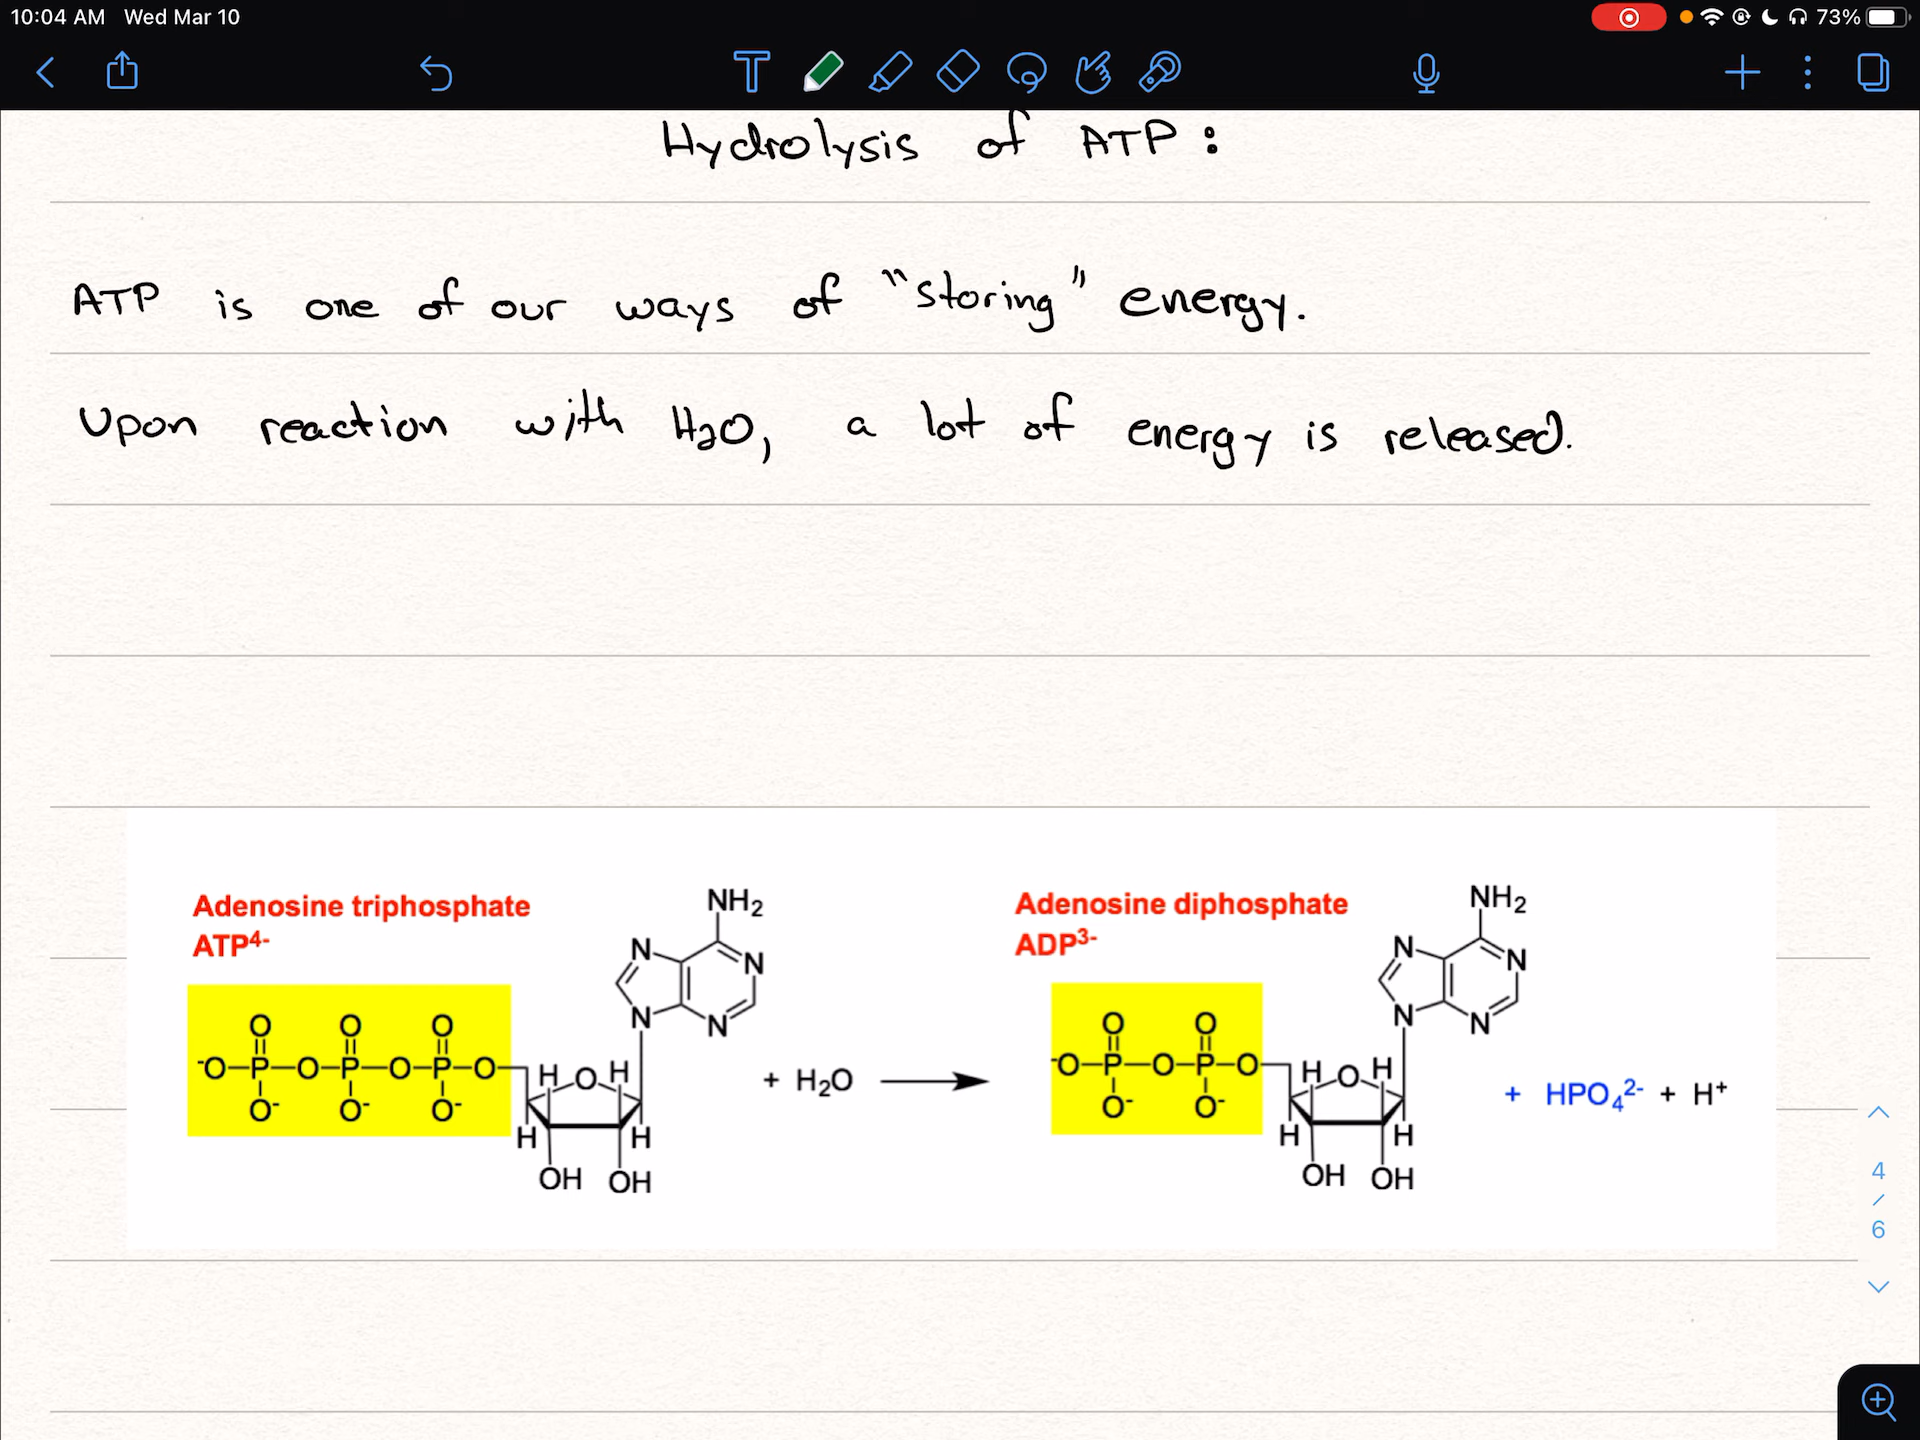 10:04 AM Wed Mar 10 73%
Hydrolysis of ATP:
ATP is one of our ways of "storing" energy.
Upon reaction with H2O, a lot of energy is released.
Adenosine triphosphate
ATP⁴⁻
NH₂
N N
N N
O O O
⁻O–P–O–P–O–P–O
O⁻ O⁻ O⁻
H O H
H H
OH OH
+ H₂O
Adenosine diphosphate
ADP³⁻
NH₂
N N
N N
O O
⁻O–P–O–P–O
O⁻ O⁻
H O H
H H
OH OH
+ HPO₄²⁻ + H⁺
4
/
6